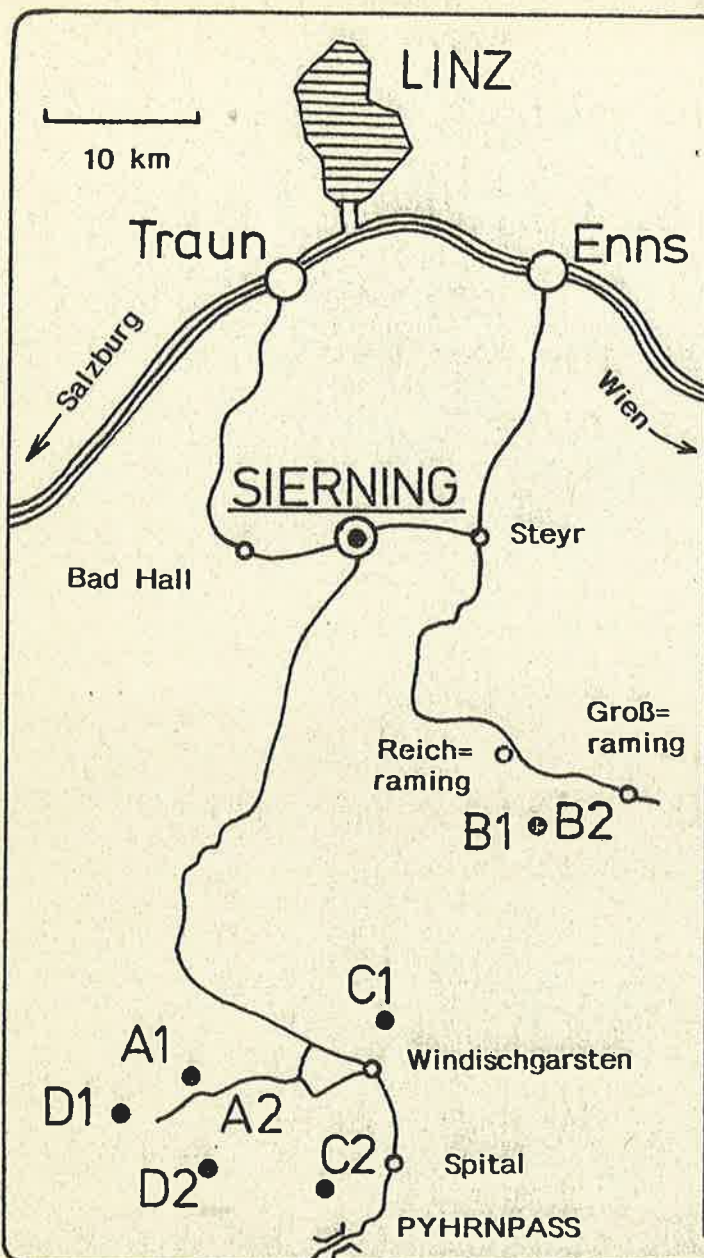 LINZ
10 km
Traun
Enns
Salzburg
Wien
SIERNING
Steyr
Bad Hall
Groß=
raming
Reich=
raming
B1
B2
C1
A1
Windischgarsten
D1
A2
C2
D2
Spital
PYHRNPASS